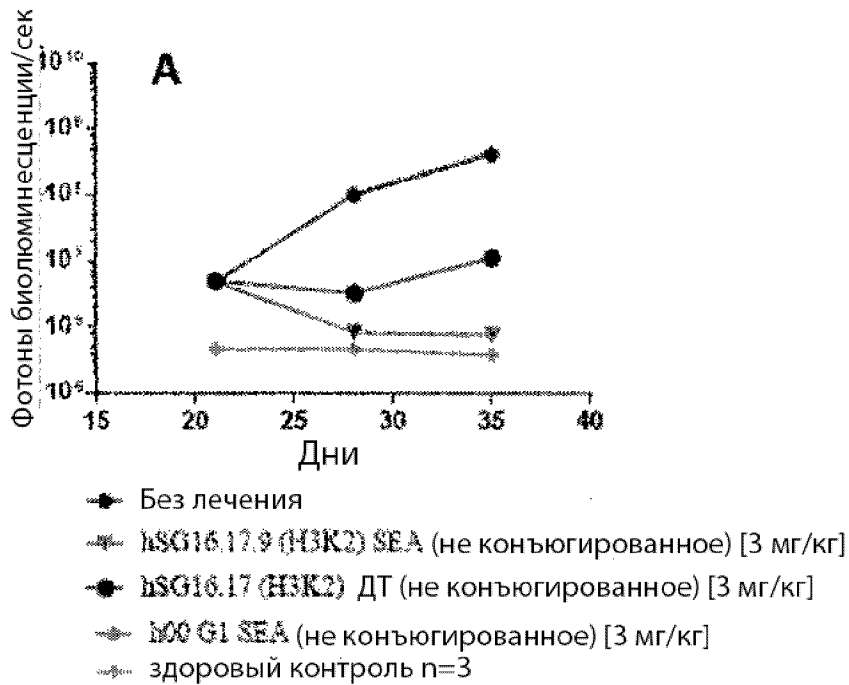 A
Фотоны биолюминесценции/сек
10¹⁰
10⁹
10⁸
10⁷
10⁶
10⁵
15 20 25 30 35 40
Дни
Без лечения
hSG16.17.9 (H3K2) SEA (не конъюгированное) [3 мг/кг]
hSG16.17 (H3K2) ДТ (не конъюгированное) [3 мг/кг]
h00 G1 SEA (не конъюгированное) [3 мг/кг]
здоровый контроль n=3